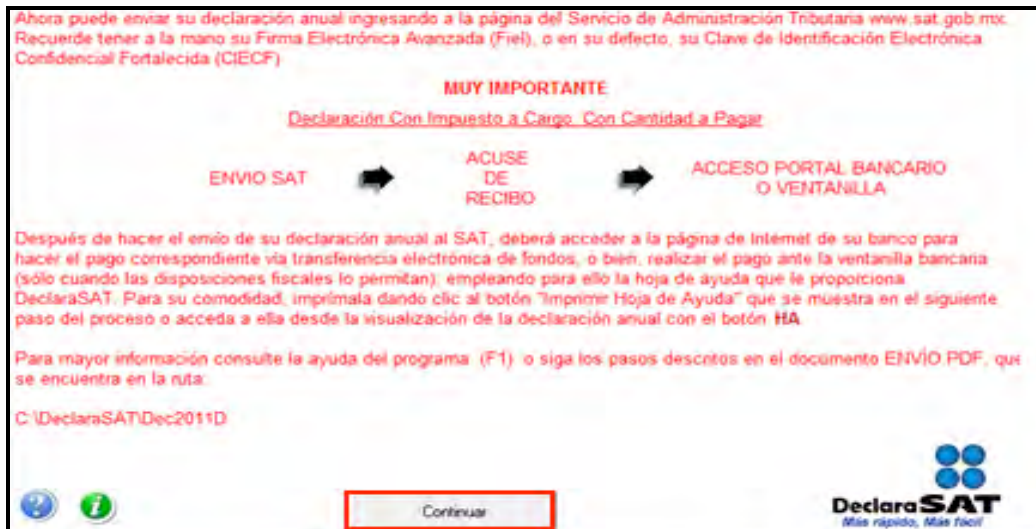 Ahora puede enviar su declaración anual ingresando a la página del Servicio de Administración Tributaria www.sat.gob.mx.
Recuerde tener a la mano su Firma Electrónica Avanzada (Fiel), o en su defecto, su Clave de Identificación Electrónica
Confidencial Fortalecida (CIECF)
MUY IMPORTANTE
Declaración Con Impuesto a Cargo Con Cantidad a Pagar
ENVIO SAT
ACUSE
DE
RECIBO
ACCESO PORTAL BANCARIO
O VENTANILLA
Después de hacer el envío de su declaración anual al SAT, deberá acceder a la página de Internet de su banco para
hacer el pago correspondiente vía transferencia electrónica de fondos, o bien, realizar el pago ante la ventanilla bancaria
(sólo cuando las disposiciones fiscales lo permitan); empleando para ello la hoja de ayuda que le proporciona
DeclaraSAT. Para su comodidad, imprímala dando clic al botón "Imprimir Hoja de Ayuda" que se muestra en el siguiente
paso del proceso o acceda a ella desde la visualización de la declaración anual con el botón HA
Para mayor información consulte la ayuda del programa (F1) o siga los pasos descritos en el documento ENVÍO PDF, que
se encuentra en la ruta:
C:\DeclaraSAT\Dec2011D
Continuar
DeclaraSAT
Más rápido, Más fácil